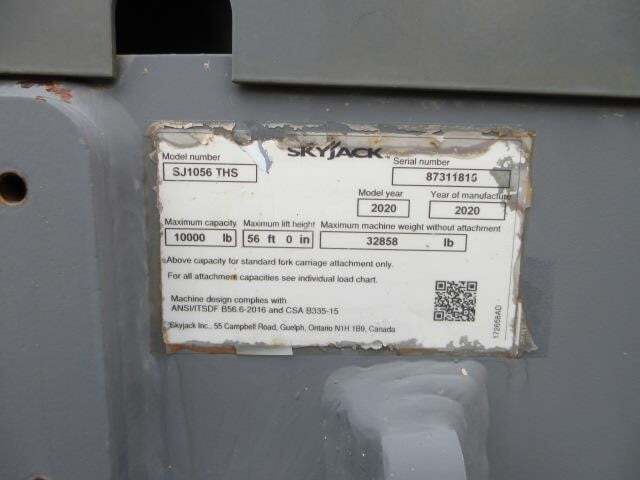 SKYJACK
Model number Serial number
SJ1056 THS 87311815
Model year Year of manufacture
2020 2020
Maximum capacity Maximum lift height Maximum machine weight without attachment
10000 lb 56 ft 0 in 32858 lb
Above capacity for standard fork carriage attachment only.
For all attachment capacities see individual load chart.
Machine design complies with
ANSI/ITSDF B56.6-2016 and CSA B335-15
Skyjack Inc., 55 Campbell Road, Guelph, Ontario N1H 1B9, Canada